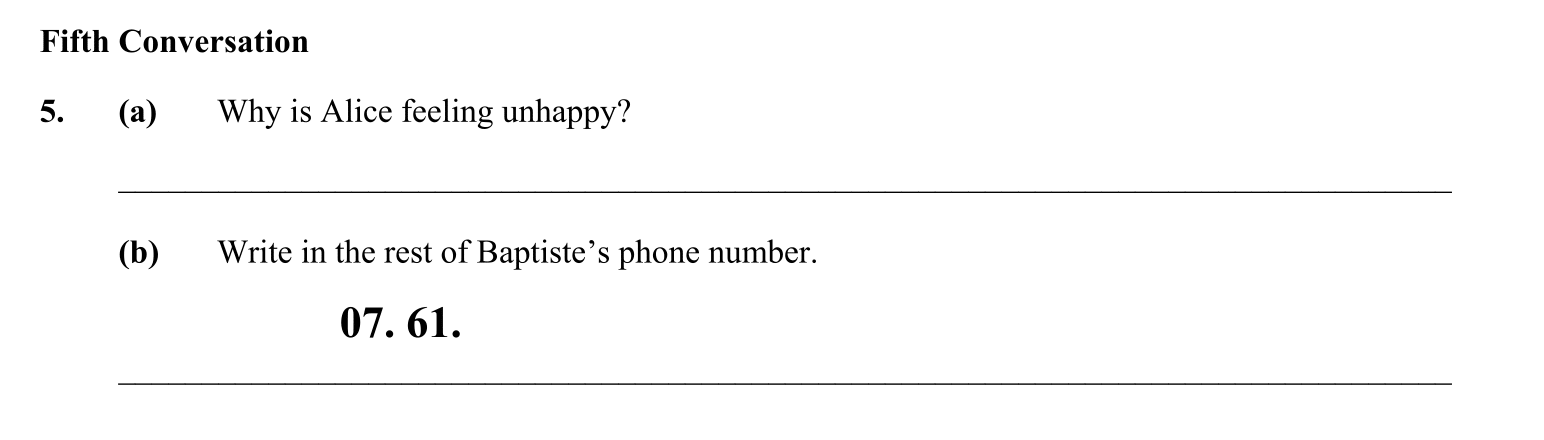 Fifth Conversation
5. (a) Why is Alice feeling unhappy?
(b) Write in the rest of Baptiste’s phone number.
07. 61.